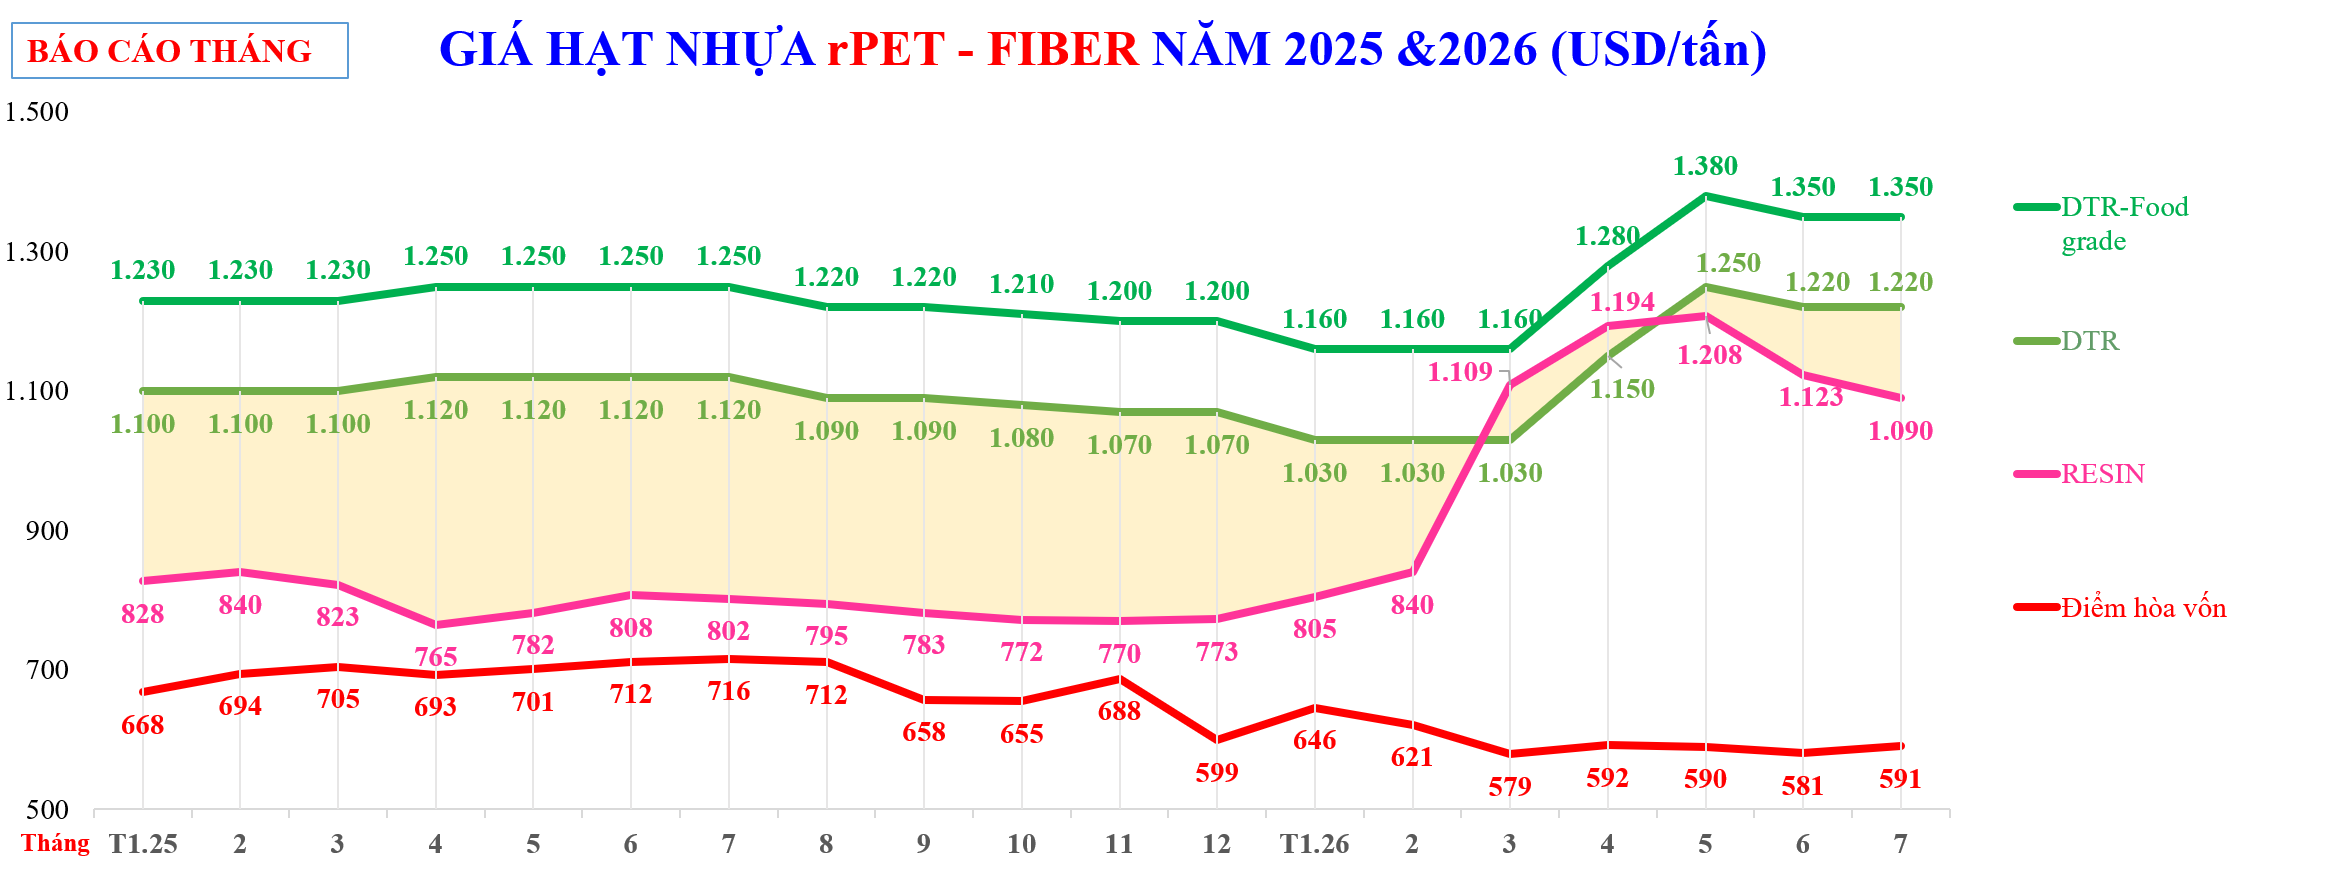 BÁO CÁO THÁNG
GIÁ HẠT NHỰA rPET - FIBER NĂM 2025 &2026 (USD/tấn)
1.500
1.300
1.100
900
700
500
1.230 1.230 1.230 1.250 1.250 1.250 1.250 1.220 1.220 1.210 1.200 1.200 1.160 1.160 1.160 1.280 1.380 1.350 1.350
1.100 1.100 1.100 1.120 1.120 1.120 1.120 1.090 1.090 1.080 1.070 1.070 1.030 1.030 1.030 1.150 1.250 1.220 1.220
828 840 823 765 782 808 802 795 783 772 770 773 805 840 1.109 1.194 1.208 1.123 1.090
668 694 705 693 701 712 716 712 658 655 688 599 646 621 579 592 590 581 591
Tháng T1.25 2 3 4 5 6 7 8 9 10 11 12 T1.26 2 3 4 5 6 7
DTR-Food
grade
DTR
RESIN
Điểm hòa vốn